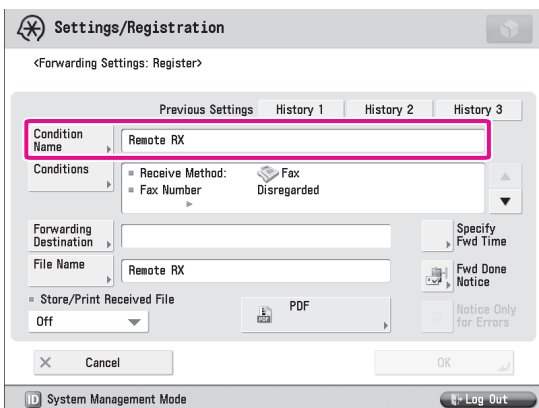 Settings/Registration
<Forwarding Settings: Register>
Previous Settings History 1 History 2 History 3
Condition Name Remote RX
Conditions
Receive Method: Fax
Fax Number Disregarded
Forwarding Destination
Specify Fwd Time
File Name Remote RX
Fwd Done Notice
Store/Print Received File
Off
PDF
PDF
Notice Only for Errors
Cancel
OK
ID System Management Mode
Log Out